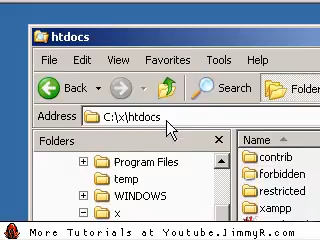 htdocs
File Edit View Favorites Tools Help
Back Search
Address C:\x\htdocs
Folders Name
Program Files contrib
temp forbidden
WINDOWS restricted
x xampp
More Tutorials at Youtube.JimmyR.com